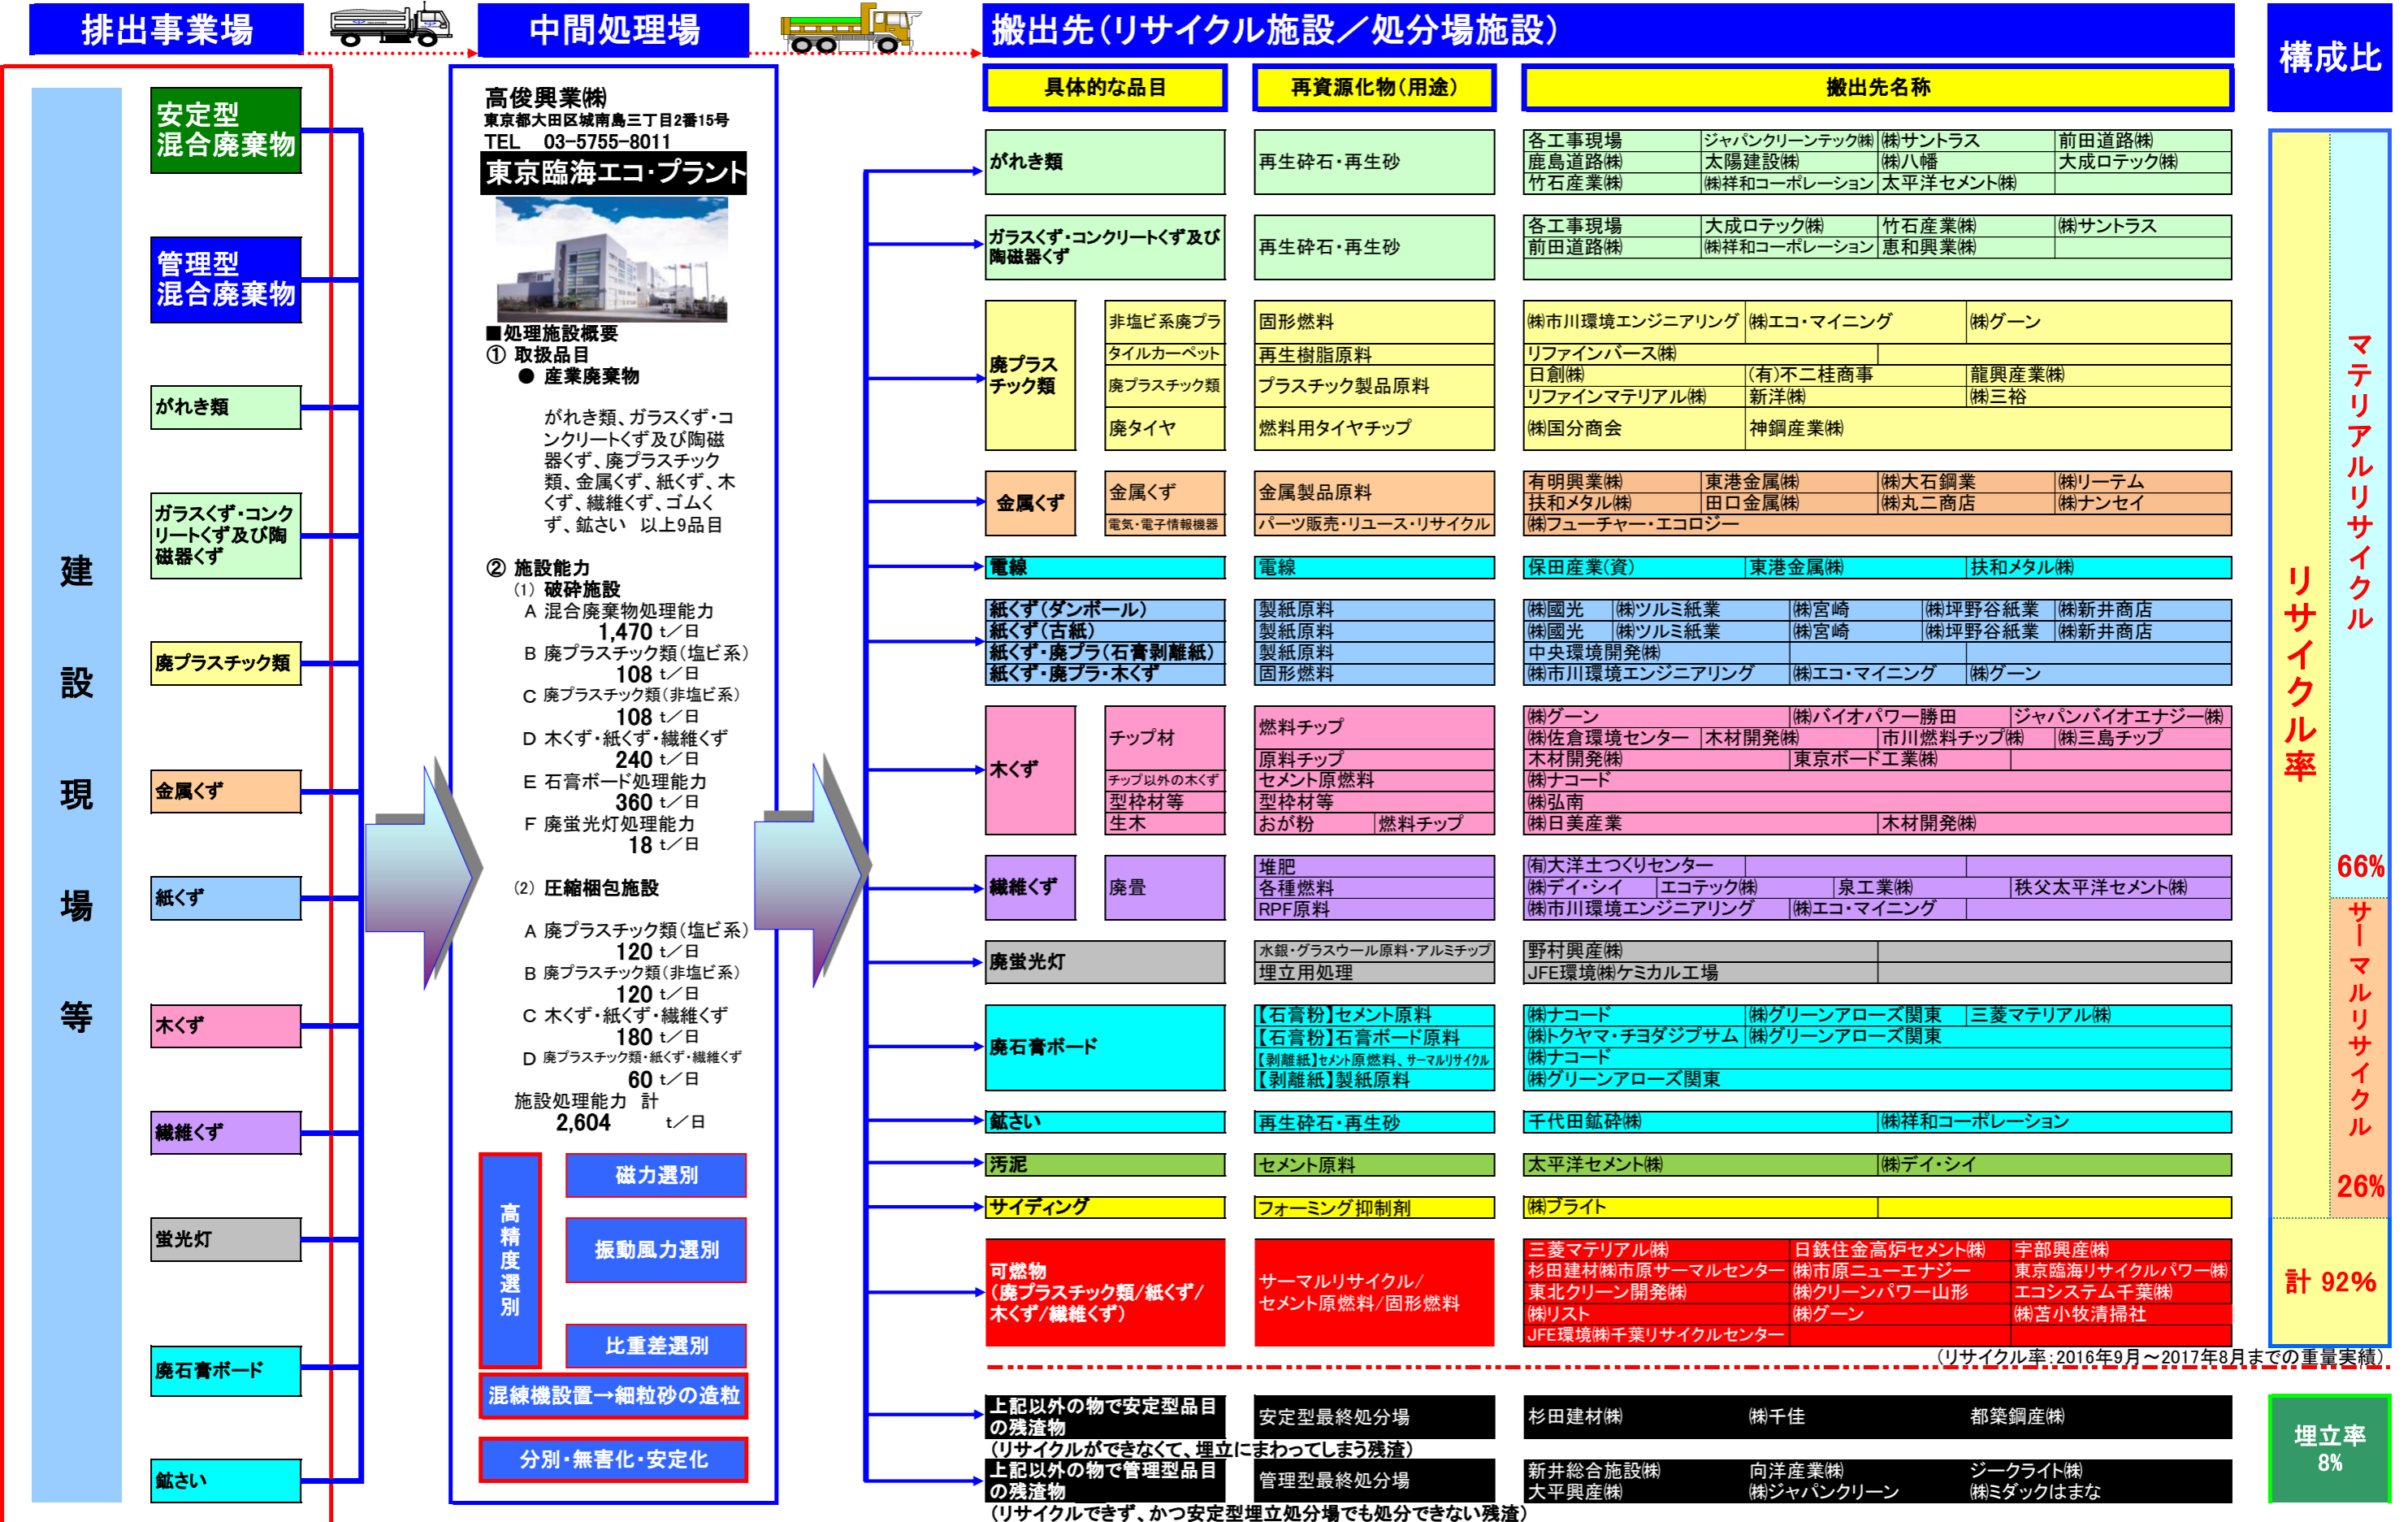 排出事業場
中間処理場
搬出先(リサイクル施設／処分場施設)
構成比
建設現場等
安定型
混合廃棄物
管理型
混合廃棄物
がれき類
ガラスくず・コンク
リートくず及び陶
磁器くず
廃プラスチック類
金属くず
紙くず
木くず
繊維くず
蛍光灯
廃石膏ボード
鉱さい
高俊興業㈱
東京都大田区城南島三丁目2番15号
TEL 03-5755-8011
東京臨海エコ・プラント
■処理施設概要
① 取扱品目
● 産業廃棄物
がれき類、ガラスくず・コ
ンクリートくず及び陶磁
器くず、廃プラスチック
類、金属くず、紙くず、木
くず、繊維くず、ゴムく
ず、鉱さい 以上9品目
② 施設能力
(1) 破砕施設
A 混合廃棄物処理能力
1,470 t／日
B 廃プラスチック類(塩ビ系)
108 t／日
C 廃プラスチック類(非塩ビ系)
108 t／日
D 木くず・紙くず・繊維くず
240 t／日
E 石膏ボード処理能力
360 t／日
F 廃蛍光灯処理能力
18 t／日
(2) 圧縮梱包施設
A 廃プラスチック類(塩ビ系)
120 t／日
B 廃プラスチック類(非塩ビ系)
120 t／日
C 木くず・紙くず・繊維くず
180 t／日
D 廃プラスチック類・紙くず・繊維くず
60 t／日
施設処理能力 計
2,604 t／日
高精度選別
磁力選別
振動風力選別
比重差選別
混練機設置→細粒砂の造粒
分別・無害化・安定化
具体的な品目 再資源化物(用途) 搬出先名称
がれき類 再生砕石・再生砂
各工事現場 ジャパンクリーンテック㈱ ㈱サントラス 前田道路㈱
鹿島道路㈱ 太陽建設㈱ ㈱八幡 大成ロテック㈱
竹石産業㈱ ㈱祥和コーポレーション 太平洋セメント㈱
ガラスくず・コンクリートくず及び
陶磁器くず
再生砕石・再生砂
各工事現場 大成ロテック㈱ 竹石産業㈱ ㈱サントラス
前田道路㈱ ㈱祥和コーポレーション 恵和興業㈱
廃プラス
チック類
非塩ビ系廃プラ 固形燃料 ㈱市川環境エンジニアリング ㈱エコ・マイニング ㈱グーン
タイルカーペット 再生樹脂原料 リファインバース㈱
廃プラスチック類 プラスチック製品原料
日創㈱ (有)不二桂商事 龍興産業㈱
リファインマテリアル㈱ 新洋㈱ ㈱三裕
廃タイヤ 燃料用タイヤチップ ㈱国分商会 神鋼産業㈱
金属くず
金属くず 金属製品原料
有明興業㈱ 東港金属㈱ ㈱大石鋼業 ㈱リーテム
扶和メタル㈱ 田口金属㈱ ㈱丸二商店 ㈱ナンセイ
電気・電子情報機器 パーツ販売・リユース・リサイクル ㈱フューチャー・エコロジー
電線 電線 保田産業(資) 東港金属㈱ 扶和メタル㈱
紙くず(ダンボール) 製紙原料 ㈱國光 ㈱ツルミ紙業 ㈱宮崎 ㈱坪野谷紙業 ㈱新井商店
紙くず(古紙) 製紙原料 ㈱國光 ㈱ツルミ紙業 ㈱宮崎 ㈱坪野谷紙業 ㈱新井商店
紙くず・廃プラ(石膏剥離紙) 製紙原料 中央環境開発㈱
紙くず・廃プラ・木くず 固形燃料 ㈱市川環境エンジニアリング ㈱エコ・マイニング ㈱グーン
木くず
チップ材 燃料チップ
㈱グーン ㈱バイオパワー勝田 ジャパンバイオエナジー㈱
㈱佐倉環境センター 木材開発㈱ 市川燃料チップ㈱ ㈱三島チップ
原料チップ 木材開発㈱ 東京ボード工業㈱
チップ以外の木くず セメント原燃料 ㈱ナコード
型枠材等 型枠材等 ㈱弘南
生木 おが粉 燃料チップ ㈱日美産業 木材開発㈱
繊維くず 廃畳
堆肥 ㈲大洋土つくりセンター
各種燃料 ㈱デイ・シイ エコテック㈱ 泉工業㈱ 秩父太平洋セメント㈱
RPF原料 ㈱市川環境エンジニアリング ㈱エコ・マイニング
廃蛍光灯
水銀・グラスウール原料・アルミチップ 野村興産㈱
埋立用処理 JFE環境㈱ケミカル工場
廃石膏ボード
【石膏粉】セメント原料 ㈱ナコード ㈱グリーンアローズ関東 三菱マテリアル㈱
【石膏粉】石膏ボード原料 ㈱トクヤマ・チヨダジプサム ㈱グリーンアローズ関東
【剥離紙】セメント原燃料、サーマルリサイクル ㈱ナコード
【剥離紙】製紙原料 ㈱グリーンアローズ関東
鉱さい 再生砕石・再生砂 千代田鉱砕㈱ ㈱祥和コーポレーション
汚泥 セメント原料 太平洋セメント㈱ ㈱デイ・シイ
サイディング フォーミング抑制剤 ㈱ブライト
可燃物
(廃プラスチック類/紙くず/
木くず/繊維くず)
サーマルリサイクル/
セメント原燃料/固形燃料
三菱マテリアル㈱ 日鉄住金高炉セメント㈱ 宇部興産㈱
杉田建材㈱市原サーマルセンター ㈱市原ニューエナジー 東京臨海リサイクルパワー㈱
東北クリーン開発㈱ ㈱クリーンパワー山形 エコシステム千葉㈱
㈱リスト ㈱グーン ㈱苫小牧清掃社
JFE環境㈱千葉リサイクルセンター
(リサイクル率:2016年9月～2017年8月までの重量実績)
上記以外の物で安定型品目
の残渣物
安定型最終処分場 杉田建材㈱ ㈱千佳 都築鋼産㈱
(リサイクルができなくて、埋立にまわってしまう残渣)
上記以外の物で管理型品目
の残渣物
管理型最終処分場
新井総合施設㈱ 向洋産業㈱ ジークライト㈱
大平興産㈱ ㈱ジャパンクリーン ㈱ミダックはまな
(リサイクルできず、かつ安定型埋立処分場でも処分できない残渣)
リサイクル率
マテリアルリサイクル
66%
サーマルリサイクル
26%
計 92%
埋立率
8%